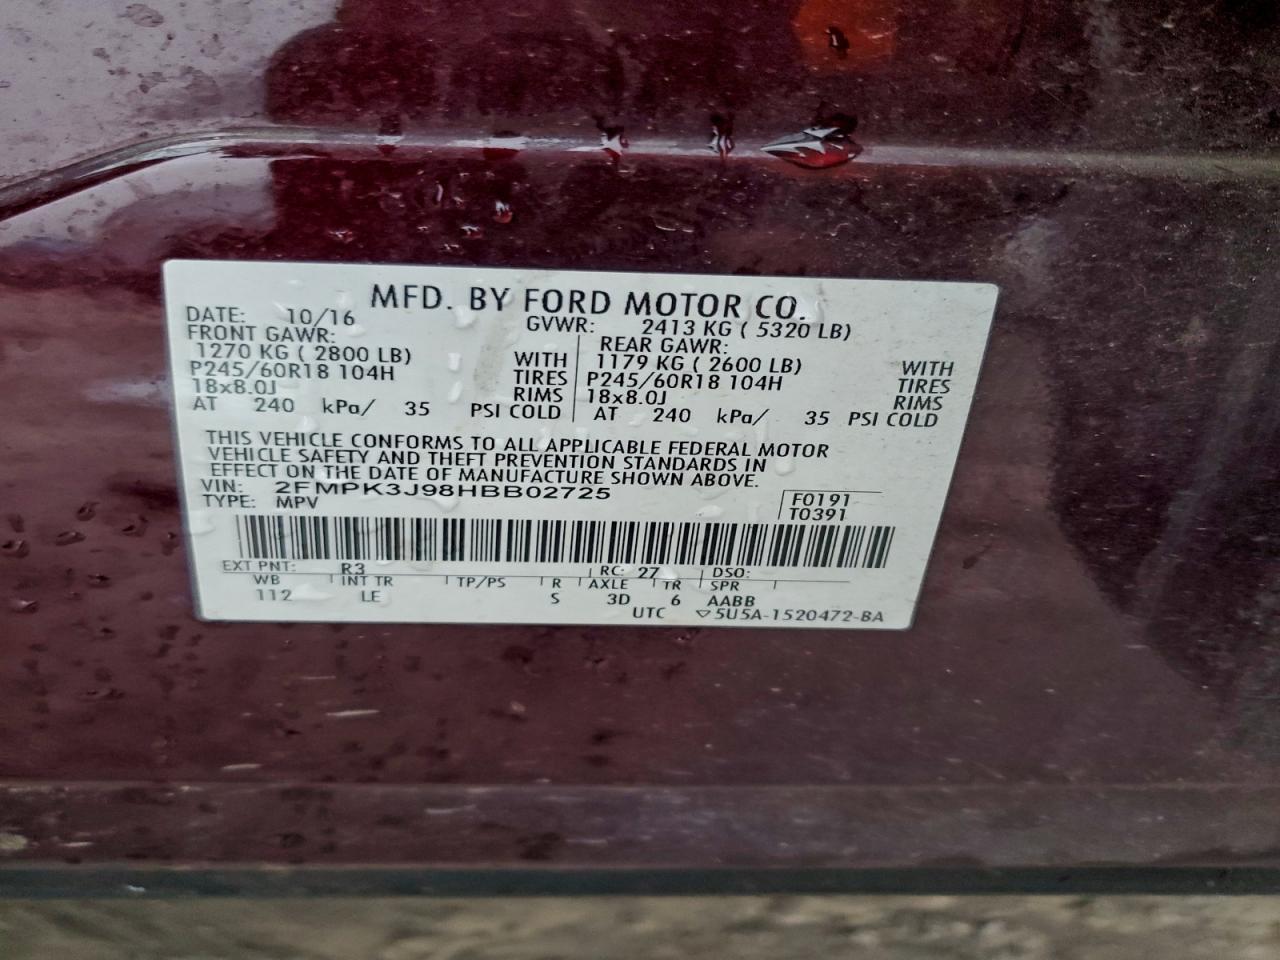 MFD. BY FORD MOTOR CO.
DATE: 10/16 GVWR: 2413 KG ( 5320 LB)
FRONT GAWR: REAR GAWR:
1270 KG ( 2800 LB) WITH 1179 KG ( 2600 LB) WITH
P245/60R18 104H TIRES P245/60R18 104H TIRES
18x8.0J RIMS 18x8.0J RIMS
AT 240 kPa/ 35 PSI COLD AT 240 kPa/ 35 PSI COLD
THIS VEHICLE CONFORMS TO ALL APPLICABLE FEDERAL MOTOR
VEHICLE SAFETY AND THEFT PREVENTION STANDARDS IN
EFFECT ON THE DATE OF MANUFACTURE SHOWN ABOVE.
VIN: 2FMPK3J98HBB02725 F0191
TYPE: MPV T0391
EXT PNT: R3 RC: 27 DSO:
WB INT TR TP/PS R AXLE TR SPR
112 LE S 3D 6 AABB
UTC ▽5U5A-1520472-BA